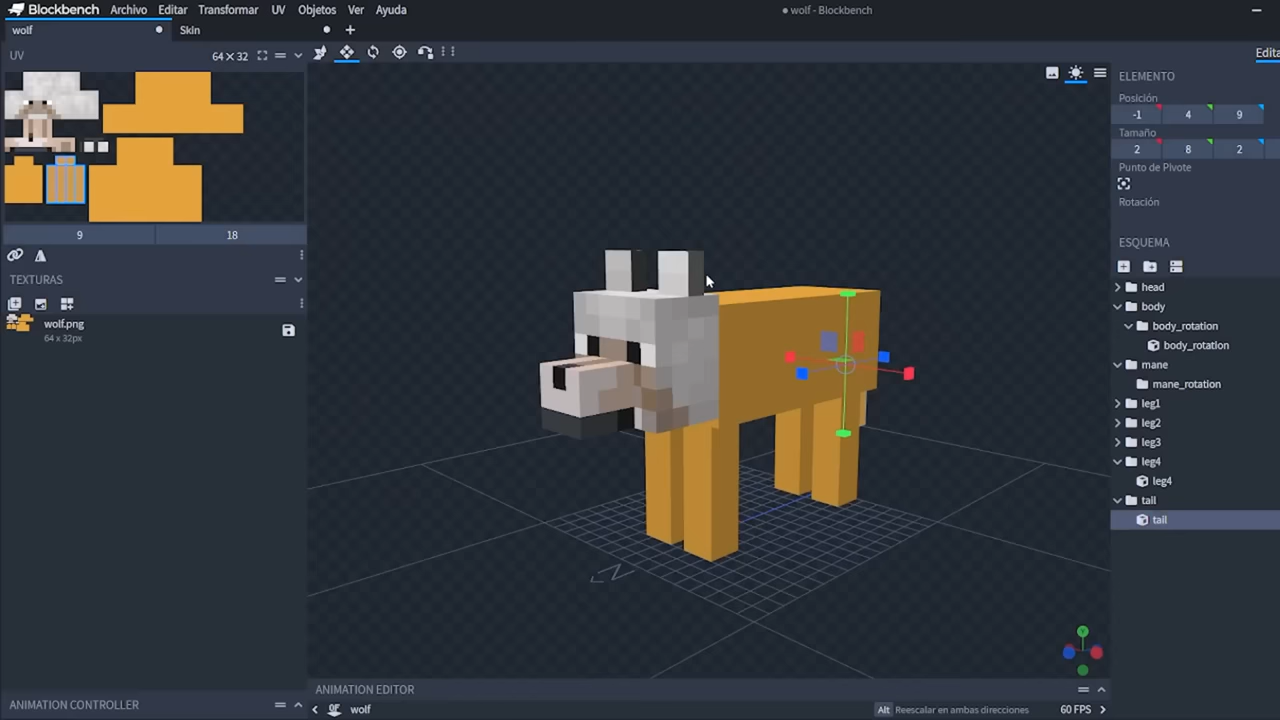 Blockbench Archivo Editar Transformar UV Objetos Ver Ayuda
wolf - Blockbench
wolf
Skin
UV
64 × 32
Edita
ELEMENTO
Posición
-1 4 9
Tamaño
2 8 2
Punto de Pivote
Rotación
9 18
ESQUEMA
TEXTURAS
wolf.png
64 x 32px
head
body
body_rotation
body_rotation
mane
mane_rotation
leg1
leg2
leg3
leg4
leg4
tail
tail
ANIMATION EDITOR
ANIMATION CONTROLLER
wolf
Alt Reescalar en ambas direcciones
60 FPS